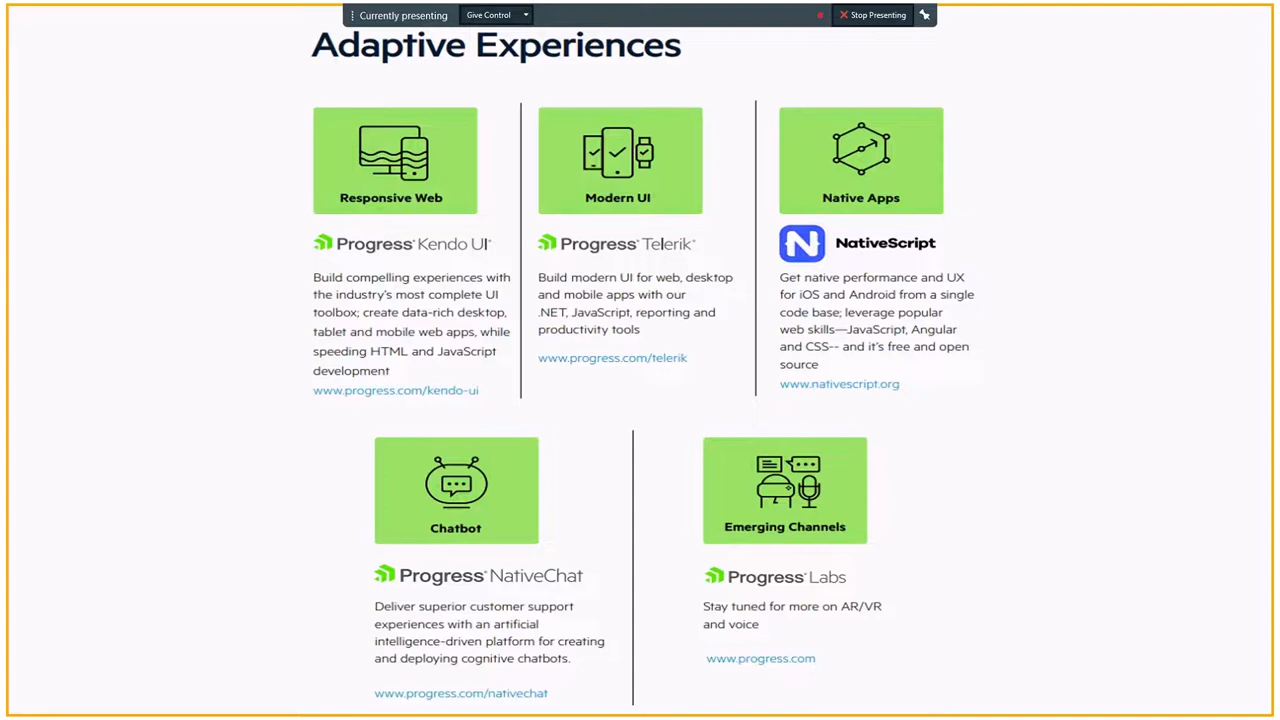 Currently presenting
Give Control
Stop Presenting
Adaptive Experiences
Responsive Web
Progress® Kendo UI®
Build compelling experiences with
the industry's most complete UI
toolbox; create data-rich desktop,
tablet and mobile web apps, while
speeding HTML and JavaScript
development
www.progress.com/kendo-ui
Modern UI
Progress® Telerik®
Build modern UI for web, desktop
and mobile apps with our
.NET, JavaScript, reporting and
productivity tools
www.progress.com/telerik
Native Apps
NativeScript
Get native performance and UX
for iOS and Android from a single
code base; leverage popular
web skills—JavaScript, Angular
and CSS-- and it's free and open
source
www.nativescript.org
Chatbot
Progress® NativeChat
Deliver superior customer support
experiences with an artificial
intelligence-driven platform for creating
and deploying cognitive chatbots.
www.progress.com/nativechat
Emerging Channels
Progress® Labs
Stay tuned for more on AR/VR
and voice
www.progress.com